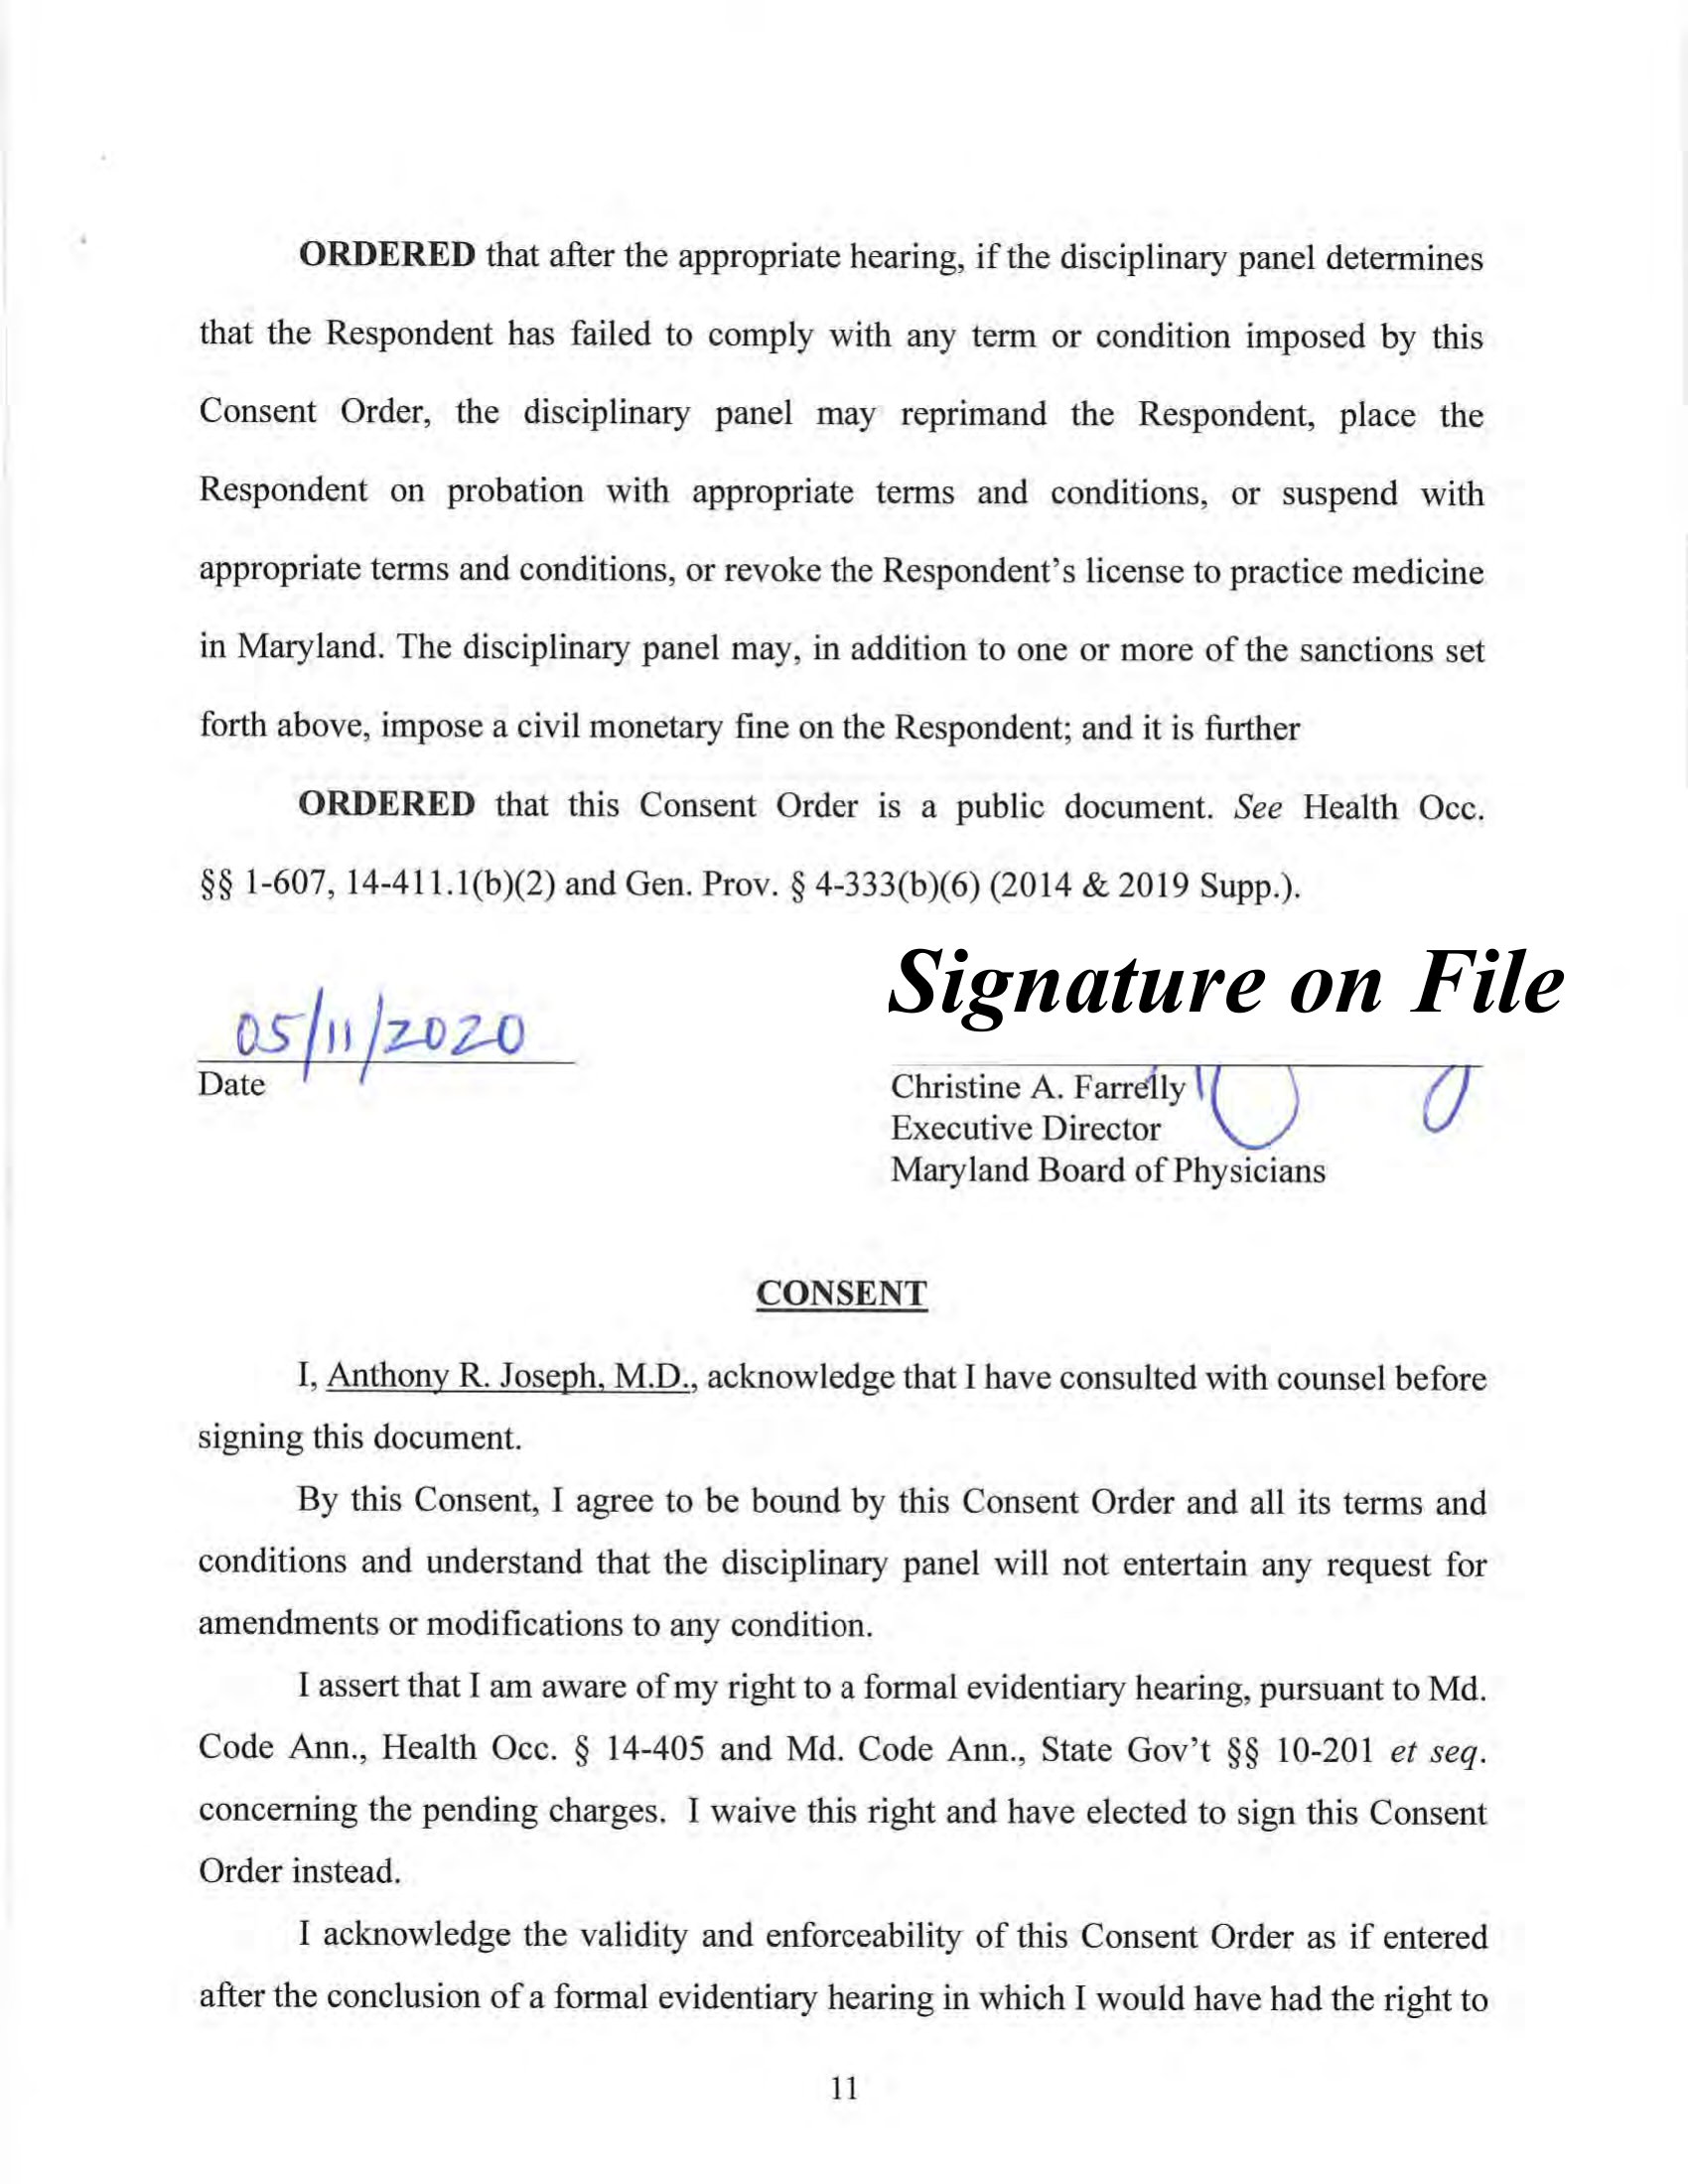 ORDERED that after the appropriate hearing, if the disciplinary panel determines
that the Respondent has failed to comply with any term or condition imposed by this
Consent Order, the disciplinary panel may reprimand the Respondent, place the
Respondent on probation with appropriate terms and conditions, or suspend with
appropriate terms and conditions, or revoke the Respondent’s license to practice medicine
in Maryland. The disciplinary panel may, in addition to one or more of the sanctions set
forth above, impose a civil monetary fine on the Respondent; and it is further
ORDERED that this Consent Order is a public document. See Health Occ.
§§ 1-607, 14-411.1(b)(2) and Gen. Prov. § 4-333(b)(6) (2014 & 2019 Supp.).
Signature on File
05/11/2020
Date
Christine A. Farrelly
Executive Director
Maryland Board of Physicians
CONSENT
I, Anthony R. Joseph, M.D., acknowledge that I have consulted with counsel before
signing this document.
By this Consent, I agree to be bound by this Consent Order and all its terms and
conditions and understand that the disciplinary panel will not entertain any request for
amendments or modifications to any condition.
I assert that I am aware of my right to a formal evidentiary hearing, pursuant to Md.
Code Ann., Health Occ. § 14-405 and Md. Code Ann., State Gov’t §§ 10-201 et seq.
concerning the pending charges. I waive this right and have elected to sign this Consent
Order instead.
I acknowledge the validity and enforceability of this Consent Order as if entered
after the conclusion of a formal evidentiary hearing in which I would have had the right to
11